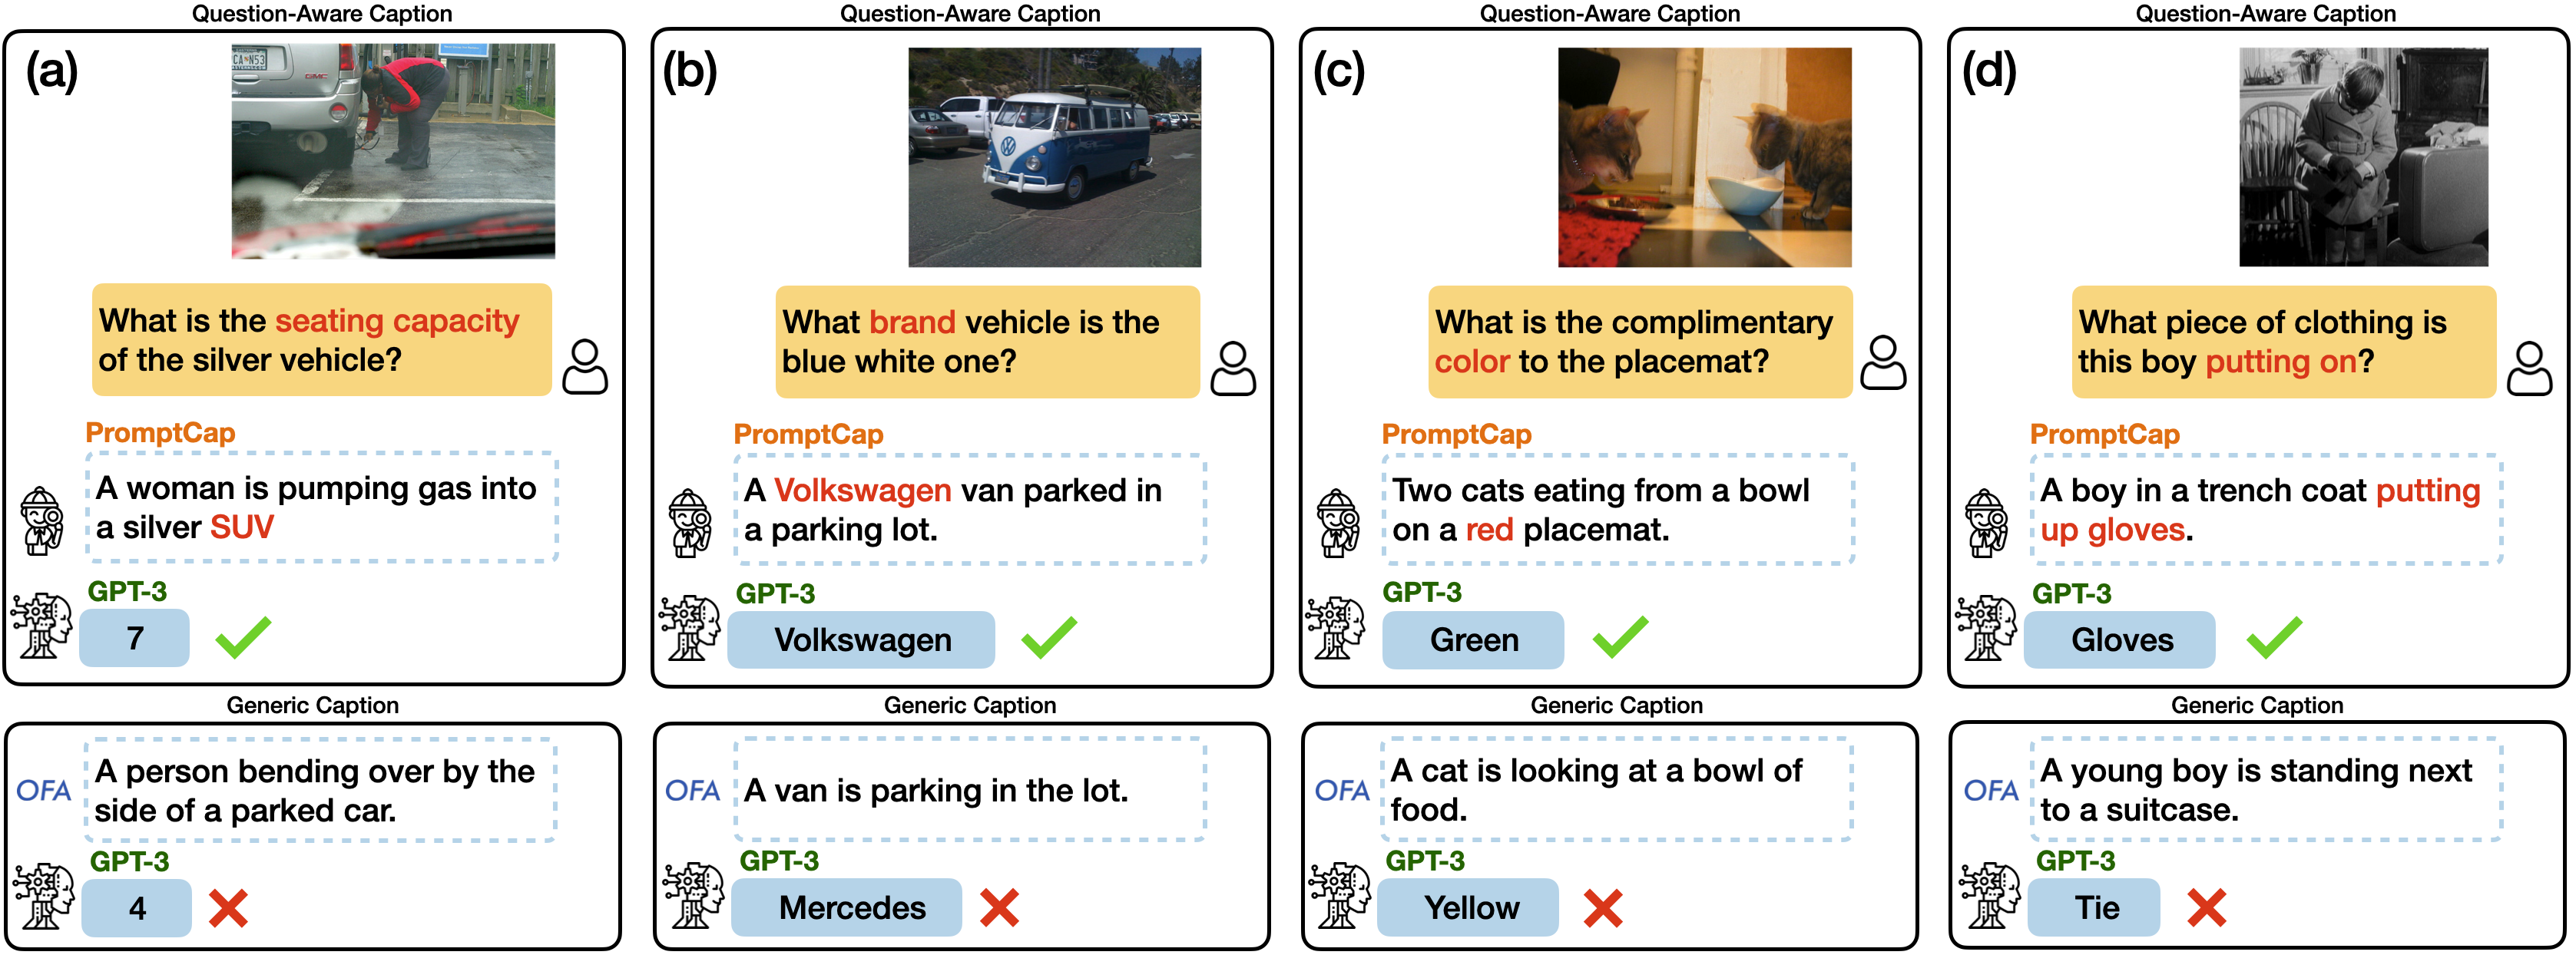 Question-Aware Caption
(a)
CA N53
GMC
What is the seating capacity
of the silver vehicle?
PromptCap
A woman is pumping gas into
a silver SUV
GPT-3
7
Generic Caption
OFA
A person bending over by the
side of a parked car.
GPT-3
4
Question-Aware Caption
(b)
What brand vehicle is the
blue white one?
PromptCap
A Volkswagen van parked in
a parking lot.
GPT-3
Volkswagen
Generic Caption
OFA
A van is parking in the lot.
GPT-3
Mercedes
Question-Aware Caption
(c)
What is the complimentary
color to the placemat?
PromptCap
Two cats eating from a bowl
on a red placemat.
GPT-3
Green
Generic Caption
OFA
A cat is looking at a bowl of
food.
GPT-3
Yellow
Question-Aware Caption
(d)
What piece of clothing is
this boy putting on?
PromptCap
A boy in a trench coat putting
up gloves.
GPT-3
Gloves
Generic Caption
OFA
A young boy is standing next
to a suitcase.
GPT-3
Tie